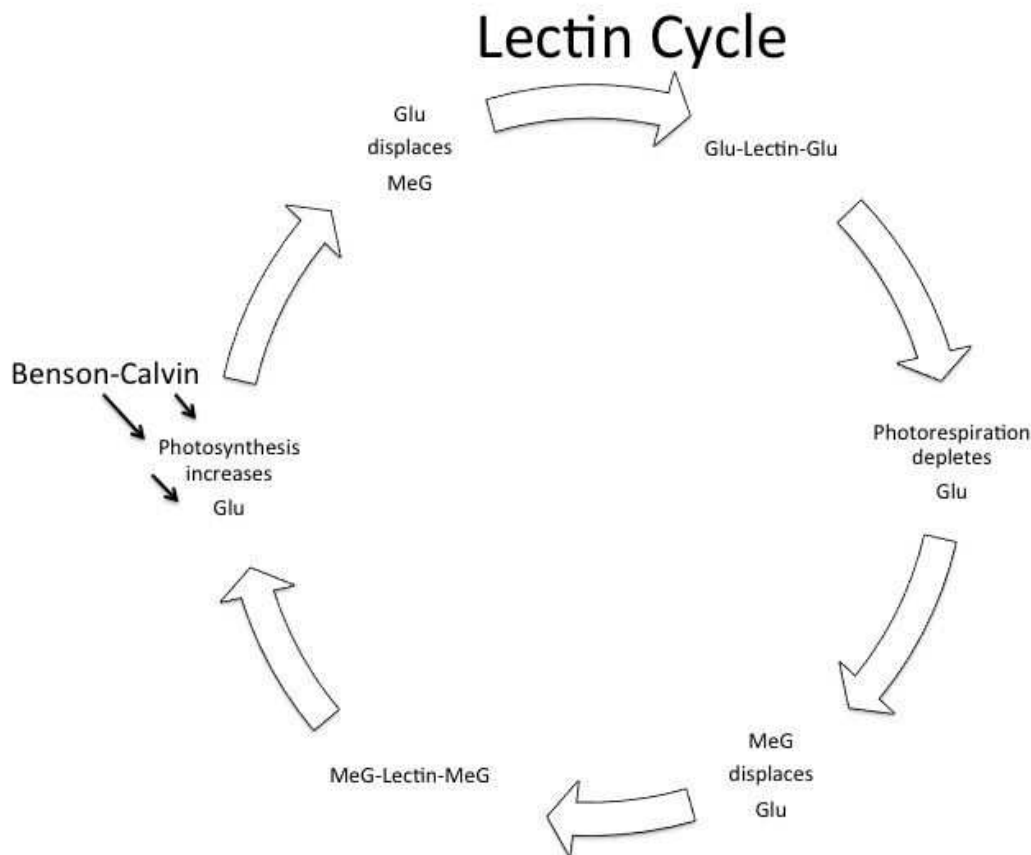 Lectin Cycle
Glu
displaces
MeG
Glu-Lectin-Glu
Photorespiration
depletes
Glu
MeG
displaces
Glu
MeG-Lectin-MeG
Benson-Calvin
Photosynthesis
increases
Glu